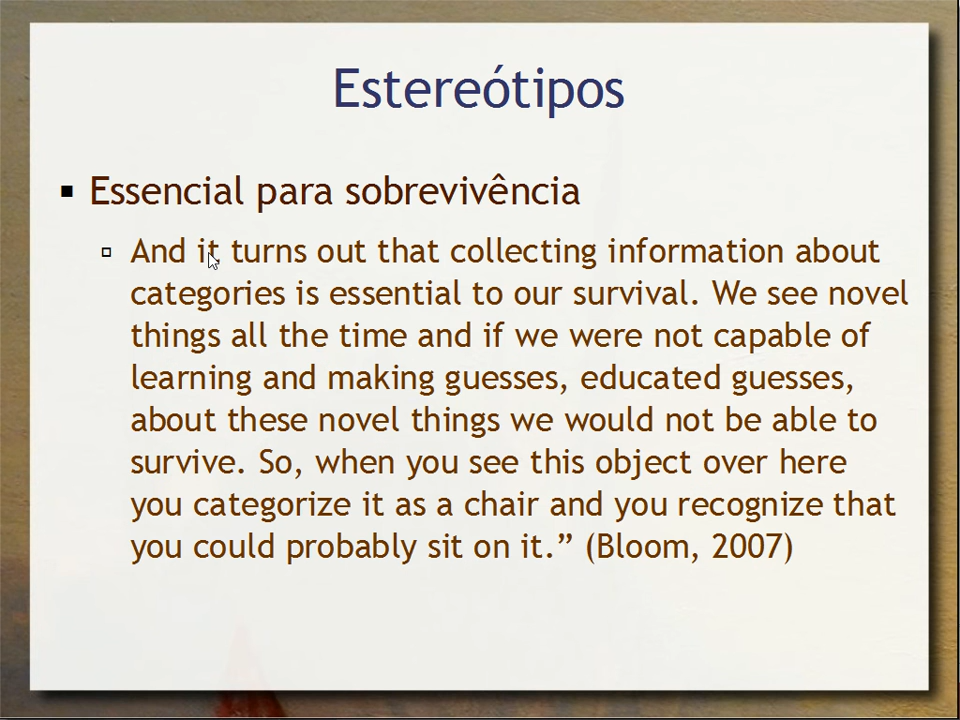 Estereótipos
Essencial para sobrevivência
And it turns out that collecting information about
categories is essential to our survival. We see novel
things all the time and if we were not capable of
learning and making guesses, educated guesses,
about these novel things we would not be able to
survive. So, when you see this object over here
you categorize it as a chair and you recognize that
you could probably sit on it.” (Bloom, 2007)